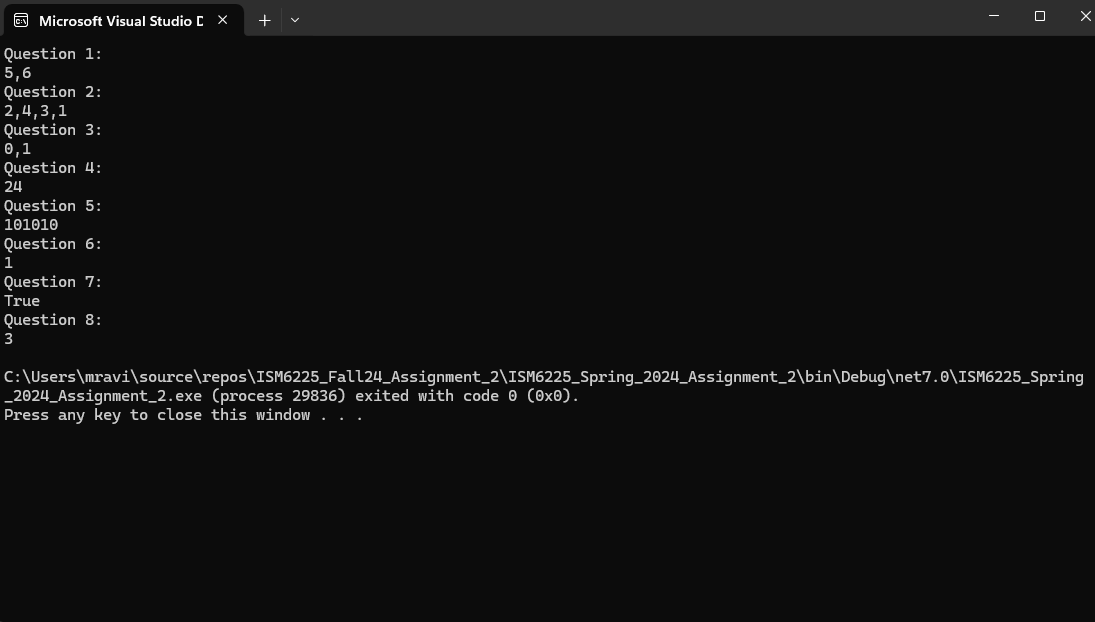 Microsoft Visual Studio D
Question 1:
5,6
Question 2:
2,4,3,1
Question 3:
0,1
Question 4:
24
Question 5:
101010
Question 6:
1
Question 7:
True
Question 8:
3
C:\Users\mravi\source\repos\ISM6225_Fall24_Assignment_2\ISM6225_Spring_2024_Assignment_2\bin\Debug\net7.0\ISM6225_Spring
_2024_Assignment_2.exe (process 29836) exited with code 0 (0x0).
Press any key to close this window . . .